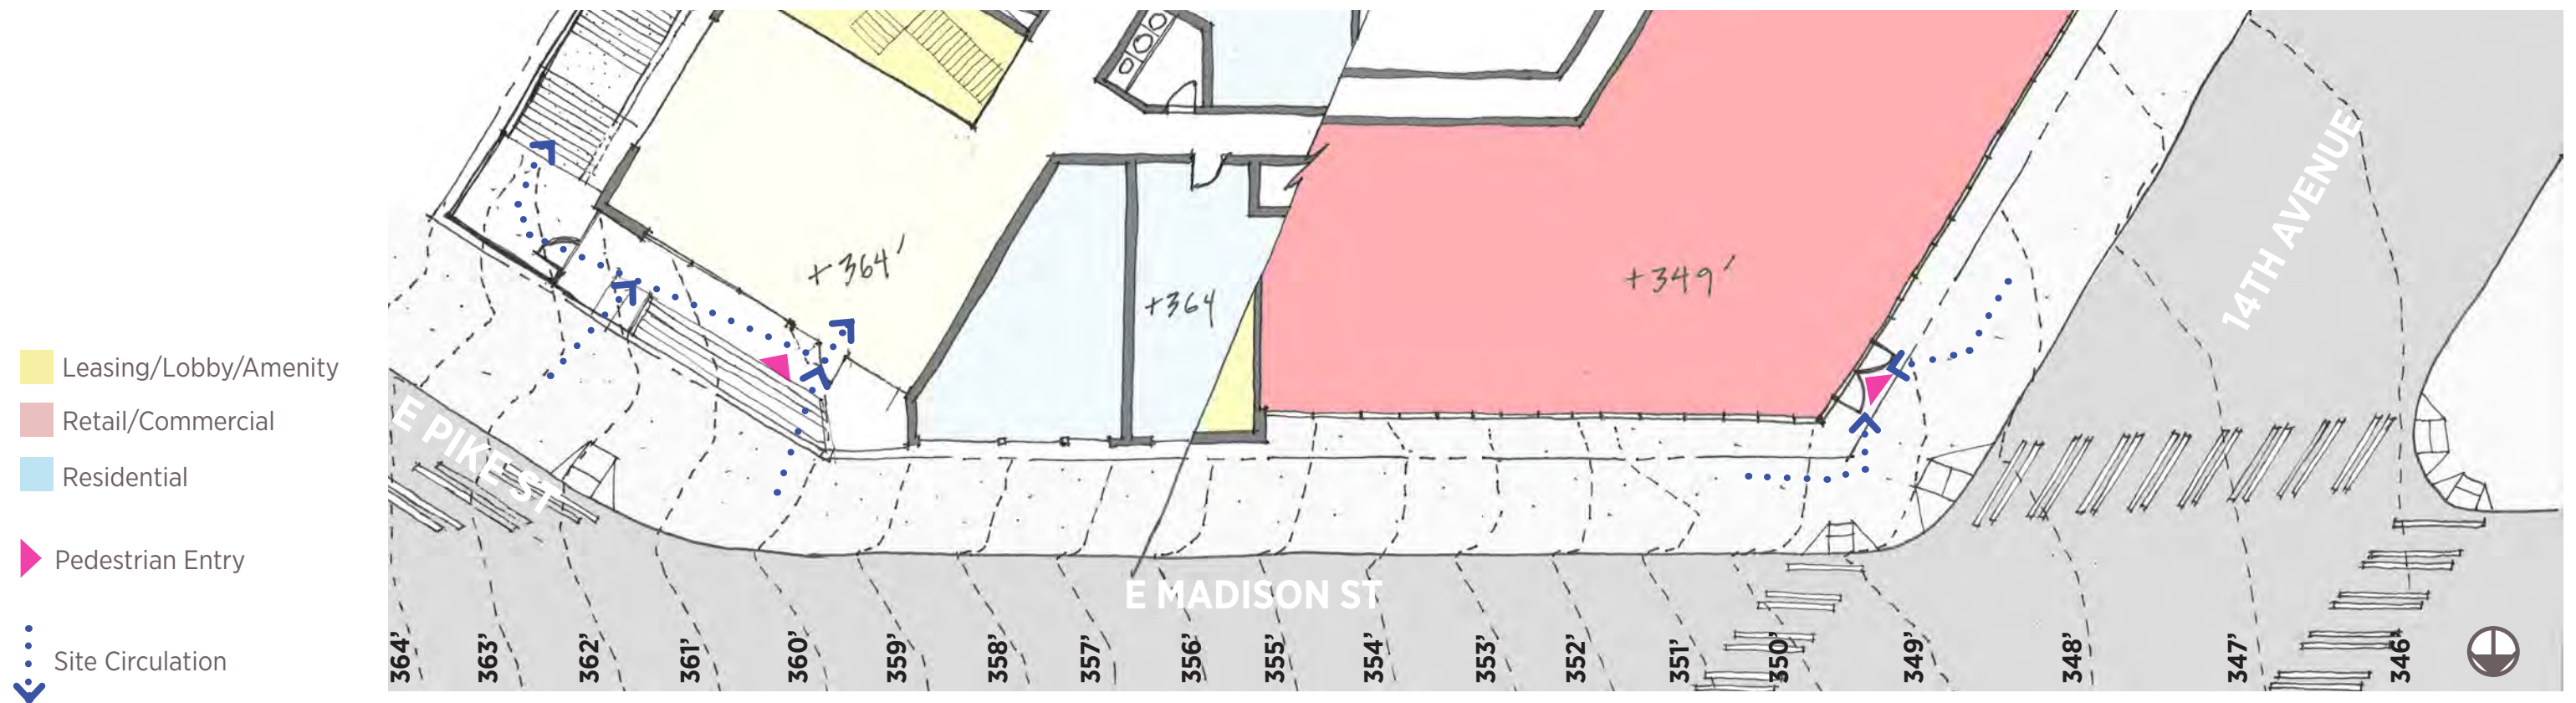 Leasing/Lobby/Amenity
Retail/Commercial
Residential
Pedestrian Entry
Site Circulation
+364'
+364
+349'
E PIKE ST
E MADISON ST
14TH AVENUE
364'
363'
362'
361'
360'
359'
358'
357'
356'
355'
354'
353'
352'
351'
350'
349'
348'
347'
346'